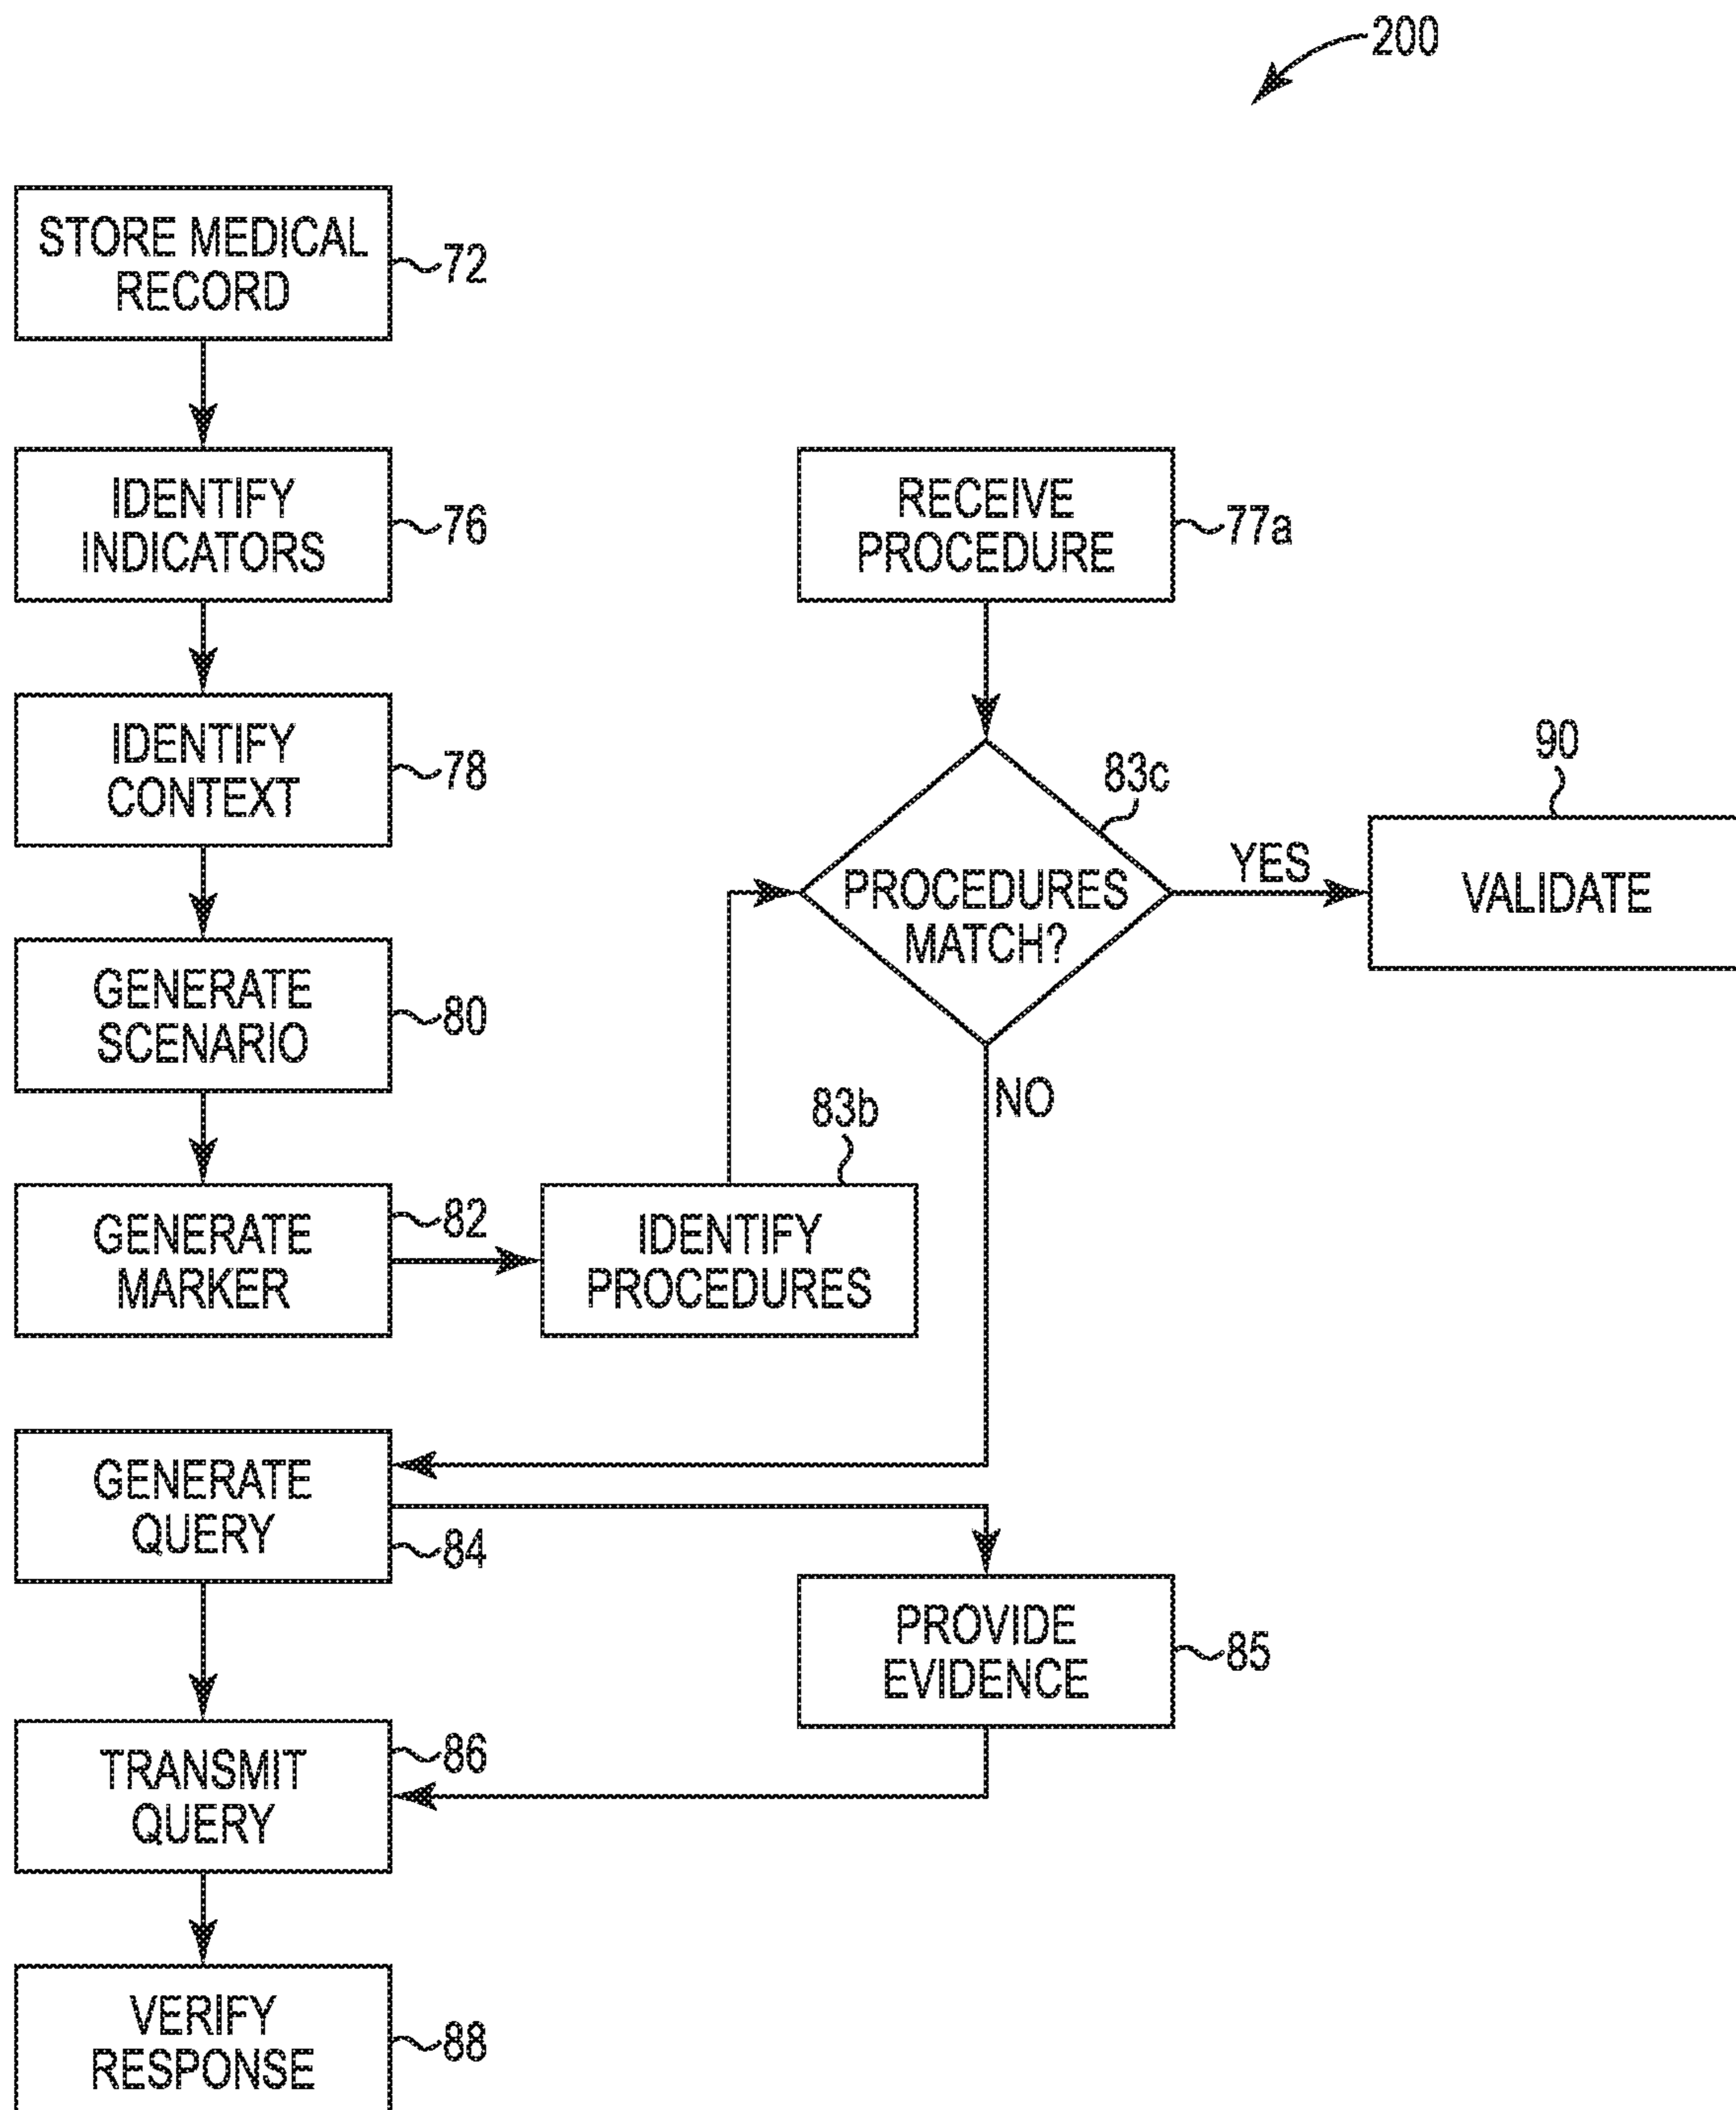 200
STORE MEDICAL
RECORD
72
IDENTIFY
INDICATORS
76
RECEIVE
PROCEDURE
77a
IDENTIFY
CONTEXT
78
83c
90
PROCEDURES
MATCH?
YES
VALIDATE
GENERATE
SCENARIO
80
NO
83b
GENERATE
MARKER
82
IDENTIFY
PROCEDURES
GENERATE
QUERY
84
PROVIDE
EVIDENCE
85
TRANSMIT
QUERY
86
VERIFY
RESPONSE
88